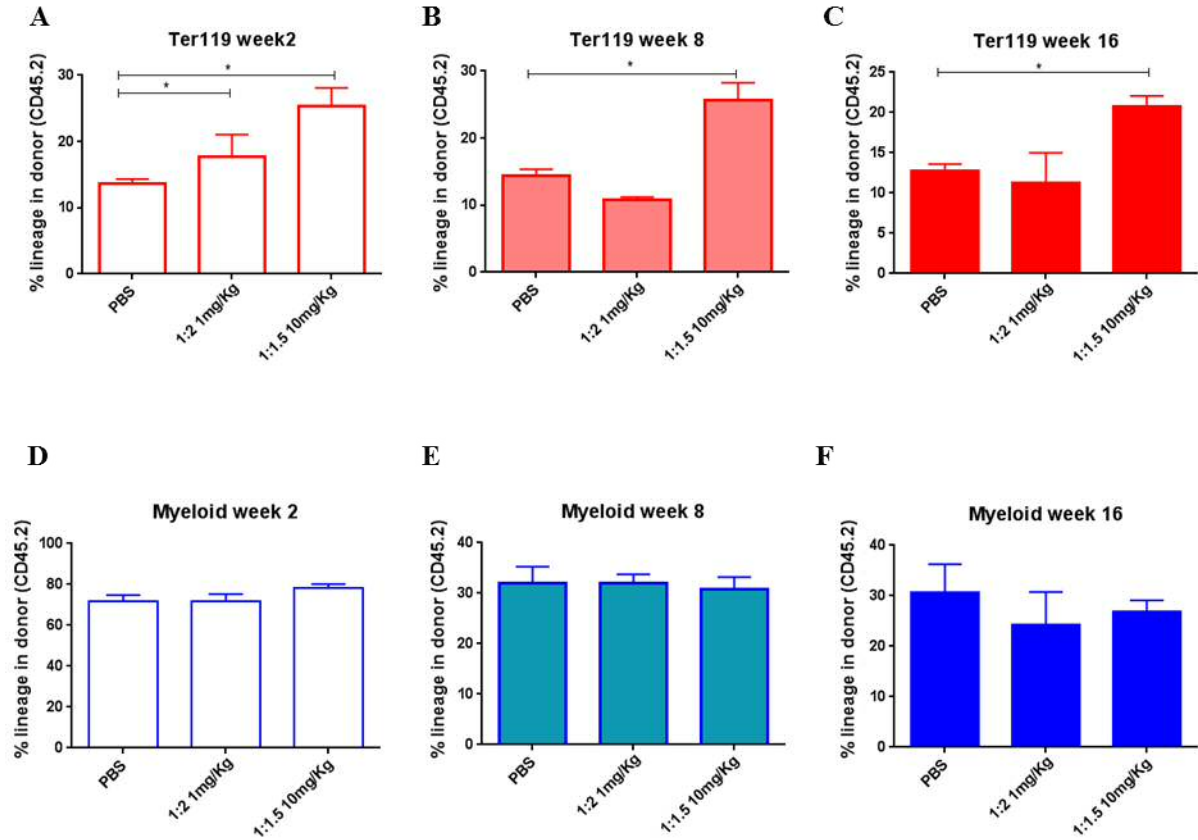 A
Ter119 week2
% lineage in donor (CD45.2)
30
20
10
0
*
*
PBS
1:2 1mg/Kg
1:1.5 10mg/Kg
B
Ter119 week 8
% lineage in donor (CD45.2)
30
20
10
0
*
PBS
1:2 1mg/Kg
1:1.5 10mg/Kg
C
Ter119 week 16
% lineage in donor (CD45.2)
25
20
15
10
5
0
*
PBS
1:2 1mg/Kg
1:1.5 10mg/Kg
D
Myeloid week 2
% lineage in donor (CD45.2)
100
80
60
40
20
0
PBS
1:2 1mg/Kg
1:1.5 10mg/Kg
E
Myeloid week 8
% lineage in donor (CD45.2)
40
30
20
10
0
PBS
1:2 1mg/Kg
1:1.5 10mg/Kg
F
Myeloid week 16
% lineage in donor (CD45.2)
40
30
20
10
0
PBS
1:2 1mg/Kg
1:1.5 10mg/Kg